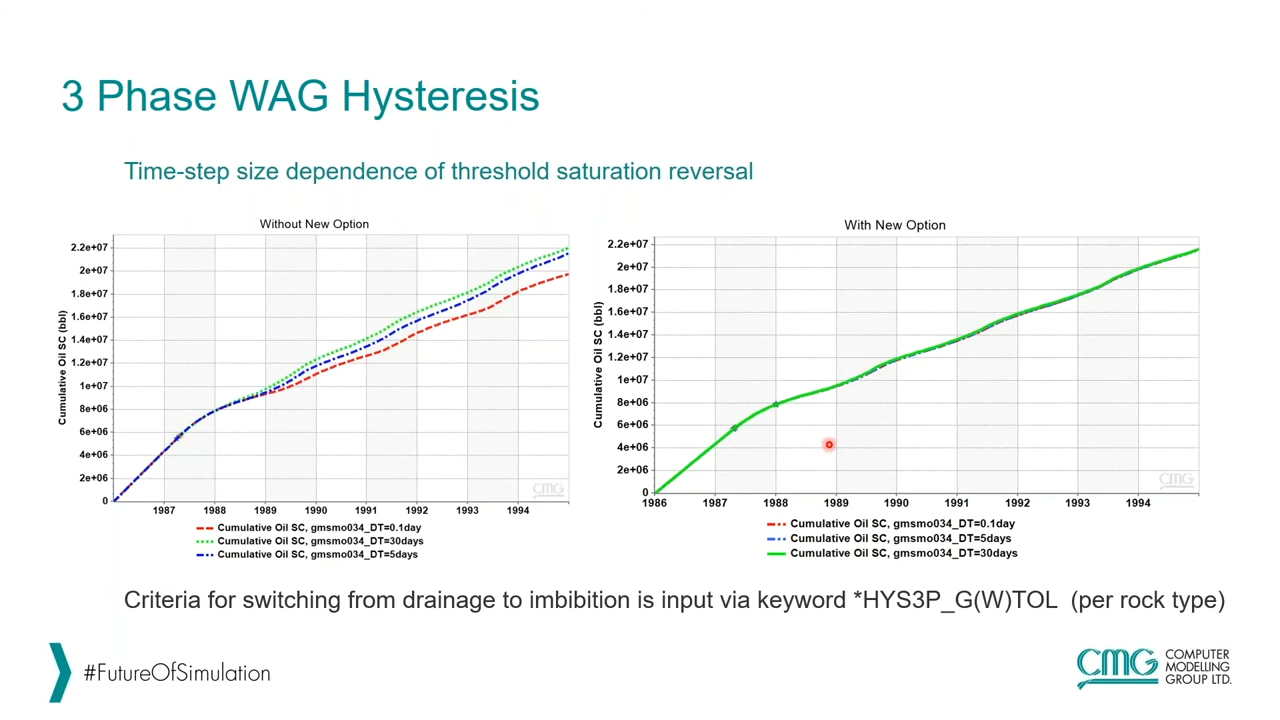 3 Phase WAG Hysteresis
Time-step size dependence of threshold saturation reversal
Without New Option
2.2e+07
2e+07
1.8e+07
1.6e+07
1.4e+07
1.2e+07
1e+07
8e+06
6e+06
4e+06
2e+06
0
Cumulative Oil SC (bbl)
1987 1988 1989 1990 1991 1992 1993 1994
CMG
Cumulative Oil SC, gmsmo034_DT=0.1day
Cumulative Oil SC, gmsmo034_DT=30days
Cumulative Oil SC, gmsmo034_DT=5days
With New Option
2.2e+07
2e+07
1.8e+07
1.6e+07
1.4e+07
1.2e+07
1e+07
8e+06
6e+06
4e+06
2e+06
0
Cumulative Oil SC (bbl)
1986 1987 1988 1989 1990 1991 1992 1993 1994
CMG
Cumulative Oil SC, gmsmo034_DT=0.1day
Cumulative Oil SC, gmsmo034_DT=5days
Cumulative Oil SC, gmsmo034_DT=30days
Criteria for switching from drainage to imbibition is input via keyword *HYS3P_G(W)TOL (per rock type)
#FutureOfSimulation
CMG
COMPUTER
MODELLING
GROUP LTD.